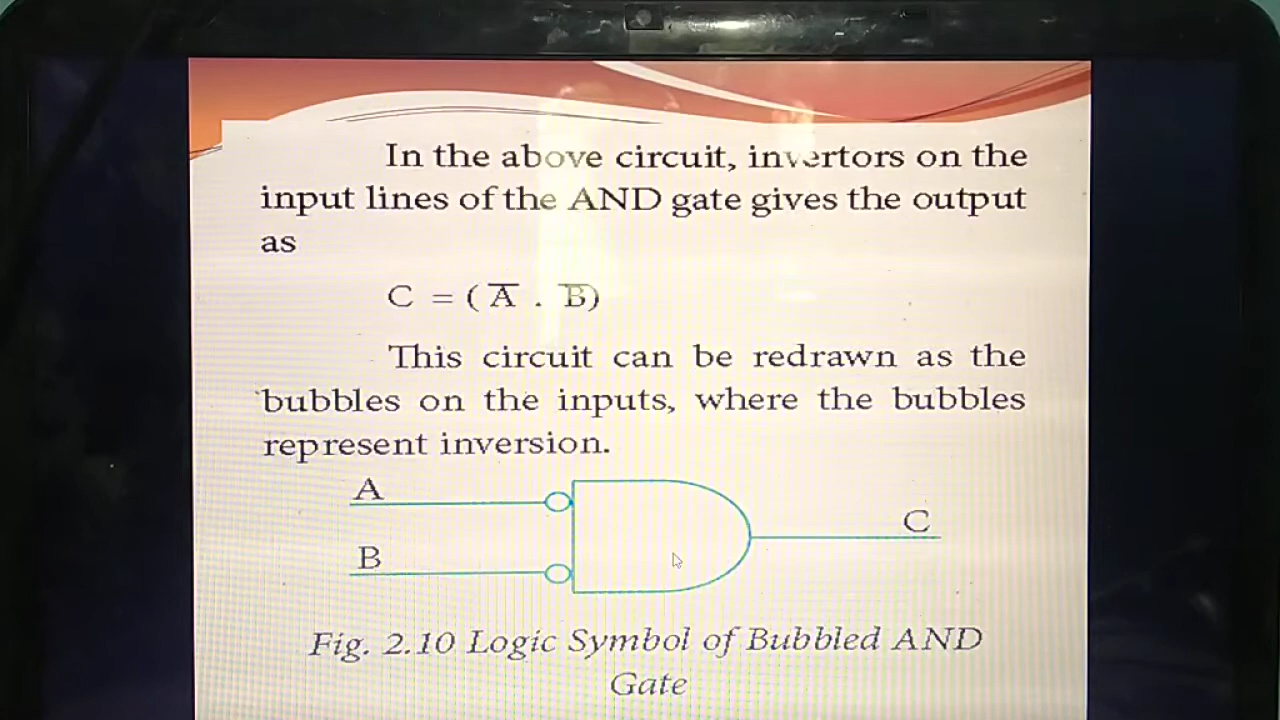 In the above circuit, invertors on the
input lines of the AND gate gives the output
as
C = ( A̅ . B̅)
This circuit can be redrawn as the
bubbles on the inputs, where the bubbles
represent inversion.
A
C
B
Fig. 2.10 Logic Symbol of Bubbled AND
Gate